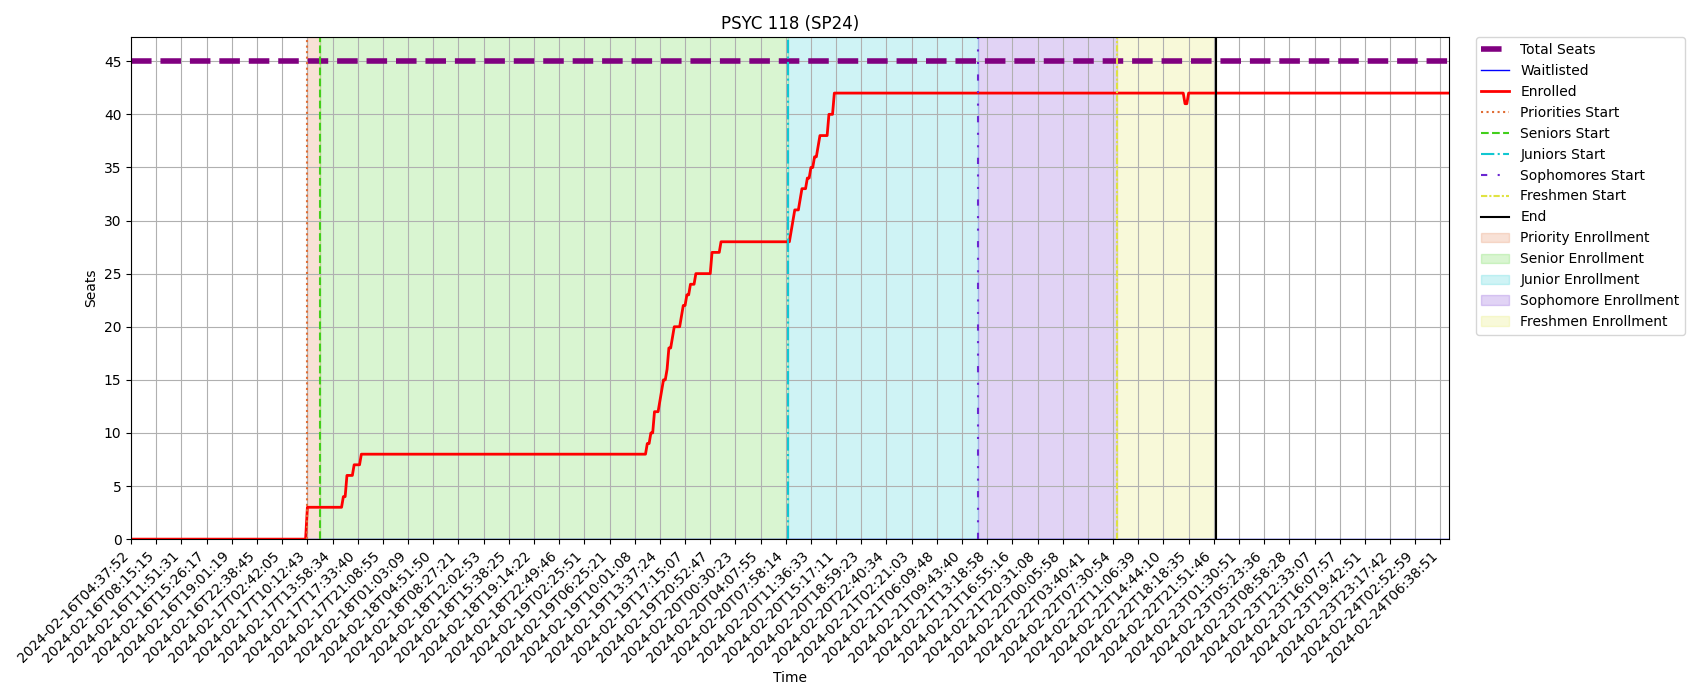 PSYC 118 (SP24)
Total Seats
Waitlisted
Enrolled
Priorities Start
Seniors Start
Juniors Start
Sophomores Start
Freshmen Start
End
Priority Enrollment
Senior Enrollment
Junior Enrollment
Sophomore Enrollment
Freshmen Enrollment
Seats
45
40
35
30
25
20
15
10
5
0
2024-02-16T04:37:52
2024-02-16T08:15:15
2024-02-16T11:51:31
2024-02-16T15:26:17
2024-02-16T19:01:19
2024-02-16T22:38:45
2024-02-17T02:42:05
2024-02-17T10:12:43
2024-02-17T13:58:34
2024-02-17T17:33:40
2024-02-17T21:08:55
2024-02-18T01:03:09
2024-02-18T04:51:50
2024-02-18T08:27:21
2024-02-18T12:02:53
2024-02-18T15:38:25
2024-02-18T19:14:22
2024-02-18T22:49:46
2024-02-19T02:25:51
2024-02-19T06:25:21
2024-02-19T10:01:08
2024-02-19T13:37:24
2024-02-19T17:15:07
2024-02-19T20:52:47
2024-02-20T00:30:23
2024-02-20T04:07:55
2024-02-20T07:58:14
2024-02-20T11:36:33
2024-02-20T15:17:11
2024-02-20T18:59:23
2024-02-20T22:40:34
2024-02-21T02:21:03
2024-02-21T06:09:48
2024-02-21T09:43:40
2024-02-21T13:18:58
2024-02-21T16:55:16
2024-02-21T20:31:08
2024-02-22T00:05:58
2024-02-22T03:40:41
2024-02-22T07:30:54
2024-02-22T11:06:39
2024-02-22T14:44:10
2024-02-22T18:18:35
2024-02-22T21:51:46
2024-02-23T01:30:51
2024-02-23T05:23:36
2024-02-23T08:58:28
2024-02-23T12:33:07
2024-02-23T16:07:57
2024-02-23T19:42:51
2024-02-23T23:17:42
2024-02-24T02:52:59
2024-02-24T06:38:51
Time